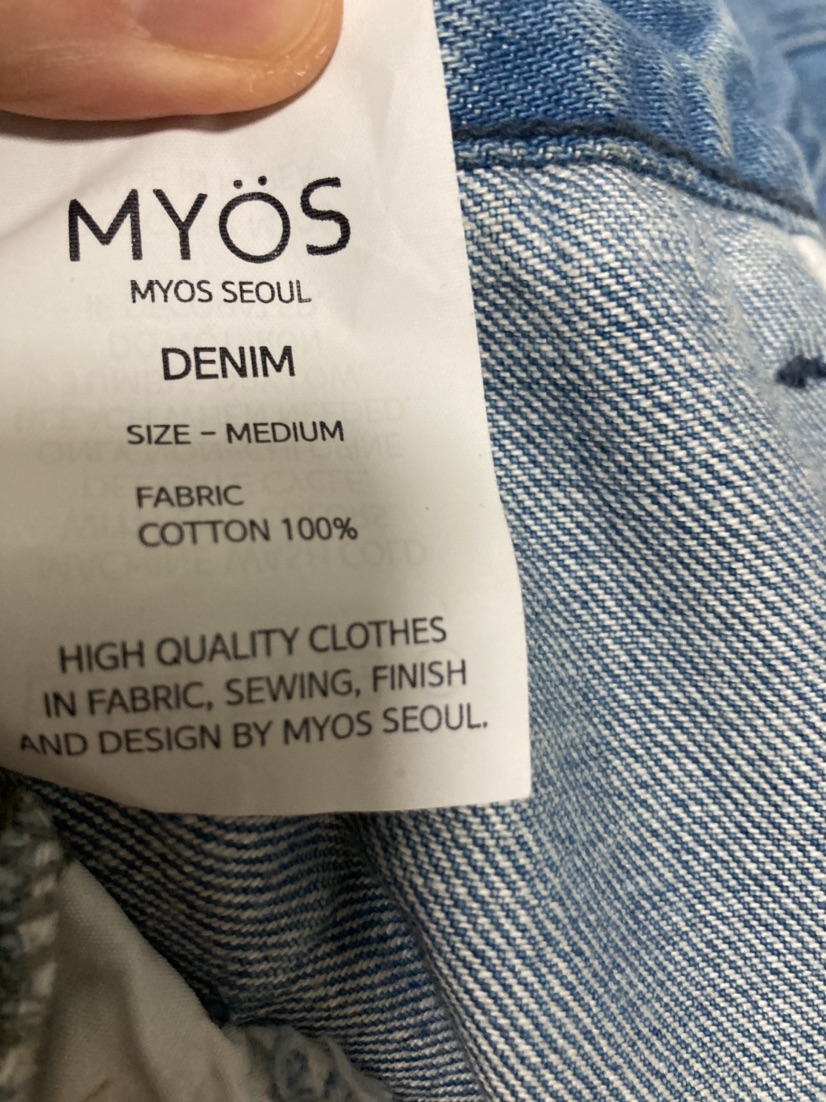 MYÖS
MYOS SEOUL
DENIM
SIZE – MEDIUM
FABRIC
COTTON 100%
HIGH QUALITY CLOTHES
IN FABRIC, SEWING, FINISH
AND DESIGN BY MYOS SEOUL.